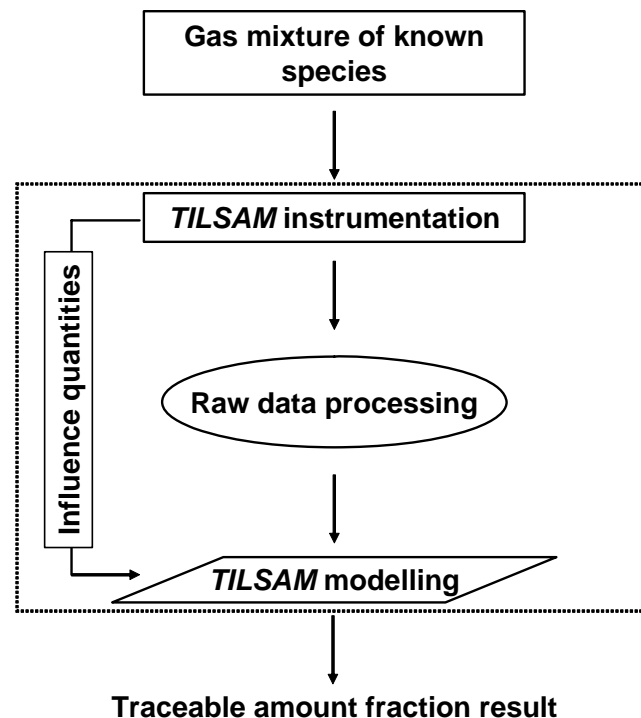 Gas mixture of known
species
TILSAM instrumentation
Influence quantities
Raw data processing
TILSAM modelling
Traceable amount fraction result